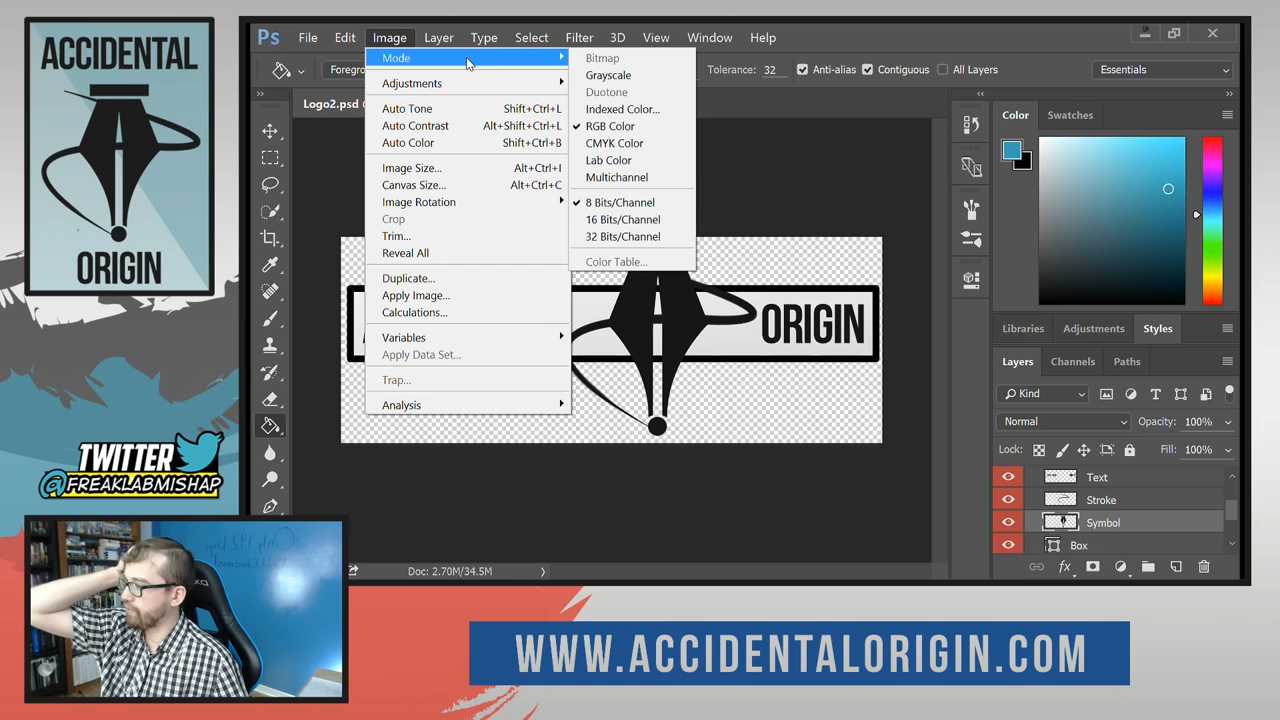 ACCIDENTAL
ORIGIN
TWITTER
@FREAKLABMISHAP
Ps
File Edit Image Layer Type Select Filter 3D View Window Help
Tolerance: 32 Anti-alias Contiguous All Layers Essentials
Logo2.psd
Mode
Adjustments
Auto Tone Shift+Ctrl+L
Auto Contrast Alt+Shift+Ctrl+L
Auto Color Shift+Ctrl+B
Image Size... Alt+Ctrl+I
Canvas Size... Alt+Ctrl+C
Image Rotation
Crop
Trim...
Reveal All
Duplicate...
Apply Image...
Calculations...
Variables
Apply Data Set...
Trap...
Analysis
Bitmap
Grayscale
Duotone
Indexed Color...
RGB Color
CMYK Color
Lab Color
Multichannel
8 Bits/Channel
16 Bits/Channel
32 Bits/Channel
Color Table...
ORIGIN
Color Swatches
Libraries Adjustments Styles
Layers Channels Paths
Kind
Normal Opacity: 100%
Lock: Fill: 100%
Text
Stroke
Symbol
Box
fx
Doc: 2.70M/34.5M
WWW.ACCIDENTALORIGIN.COM